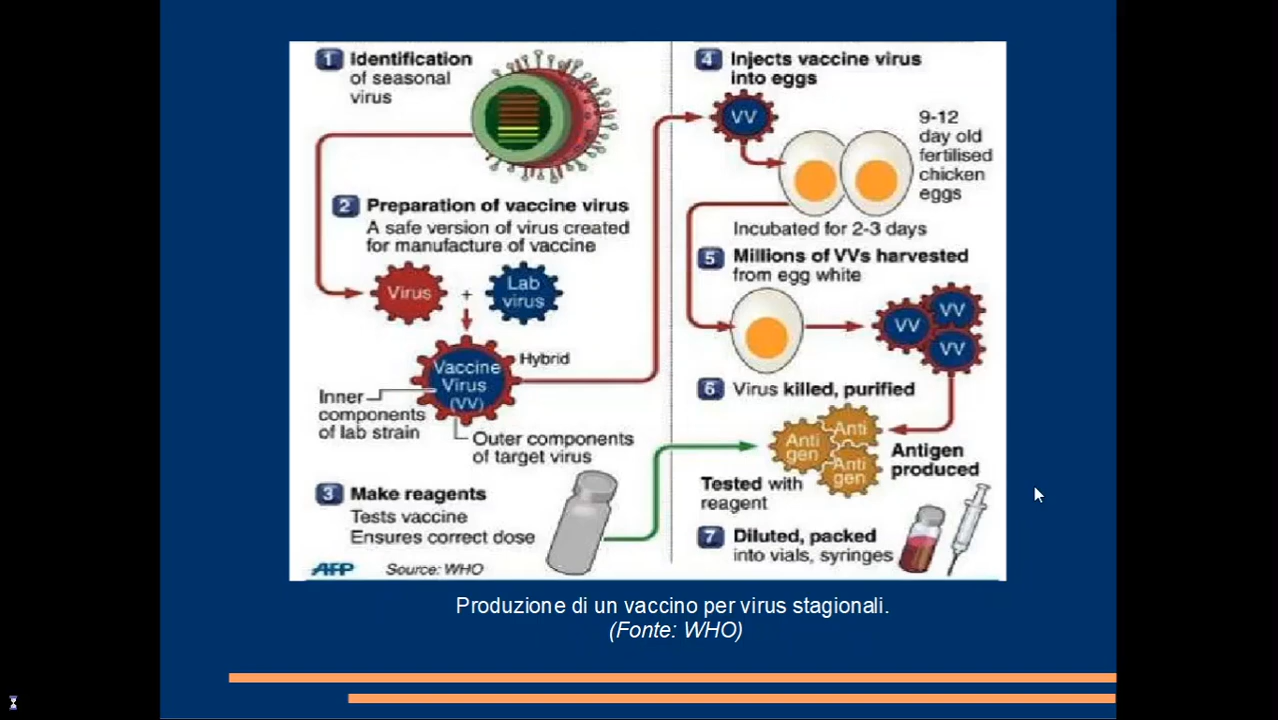 1 Identification
of seasonal
virus
2 Preparation of vaccine virus
A safe version of virus created
for manufacture of vaccine
Virus
+
Lab
virus
Hybrid
Vaccine
Virus
(VV)
Inner
components
of lab strain
Outer components
of target virus
3 Make reagents
Tests vaccine
Ensures correct dose
AFP
Source: WHO
4 Injects vaccine virus
into eggs
VV
9-12
day old
fertilised
chicken
eggs
Incubated for 2-3 days
5 Millions of VVs harvested
from egg white
VV
VV
VV
6 Virus killed, purified
Anti
gen
Anti
Anti
gen
Antigen
produced
Tested with
reagent
7 Diluted, packed
into vials, syringes
Produzione di un vaccino per virus stagionali.
(Fonte: WHO)